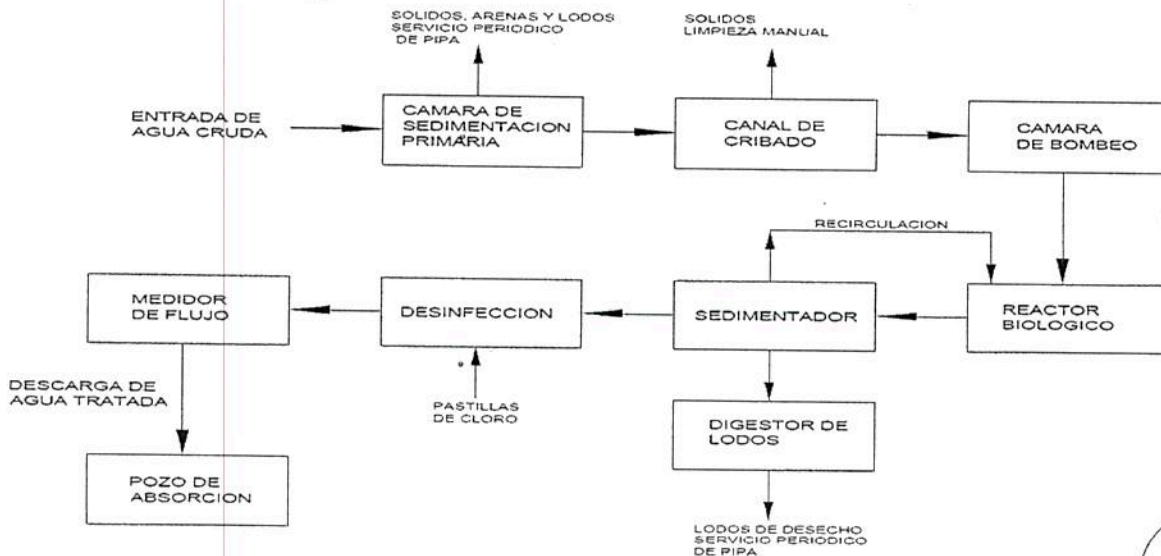 SOLIDOS, ARENAS Y LODOS
SERVICIO PERIODICO
DE PIPA
SOLIDOS
LIMPIEZA MANUAL
ENTRADA DE
AGUA CRUDA
CAMARA DE
SEDIMENTACION
PRIMARIA
CANAL DE
CRIBADO
CAMARA
DE BOMBEO
RECIRCULACION
MEDIDOR
DE FLUJO
DESINFECCION
SEDIMENTADOR
REACTOR
BIOLOGICO
DESCARGA DE
AGUA TRATADA
PASTILLAS
DE CLORO
DIGESTOR DE
LODOS
POZO DE
ABSORCION
LODOS DE DESECHO
SERVICIO PERIODICO
DE PIPA